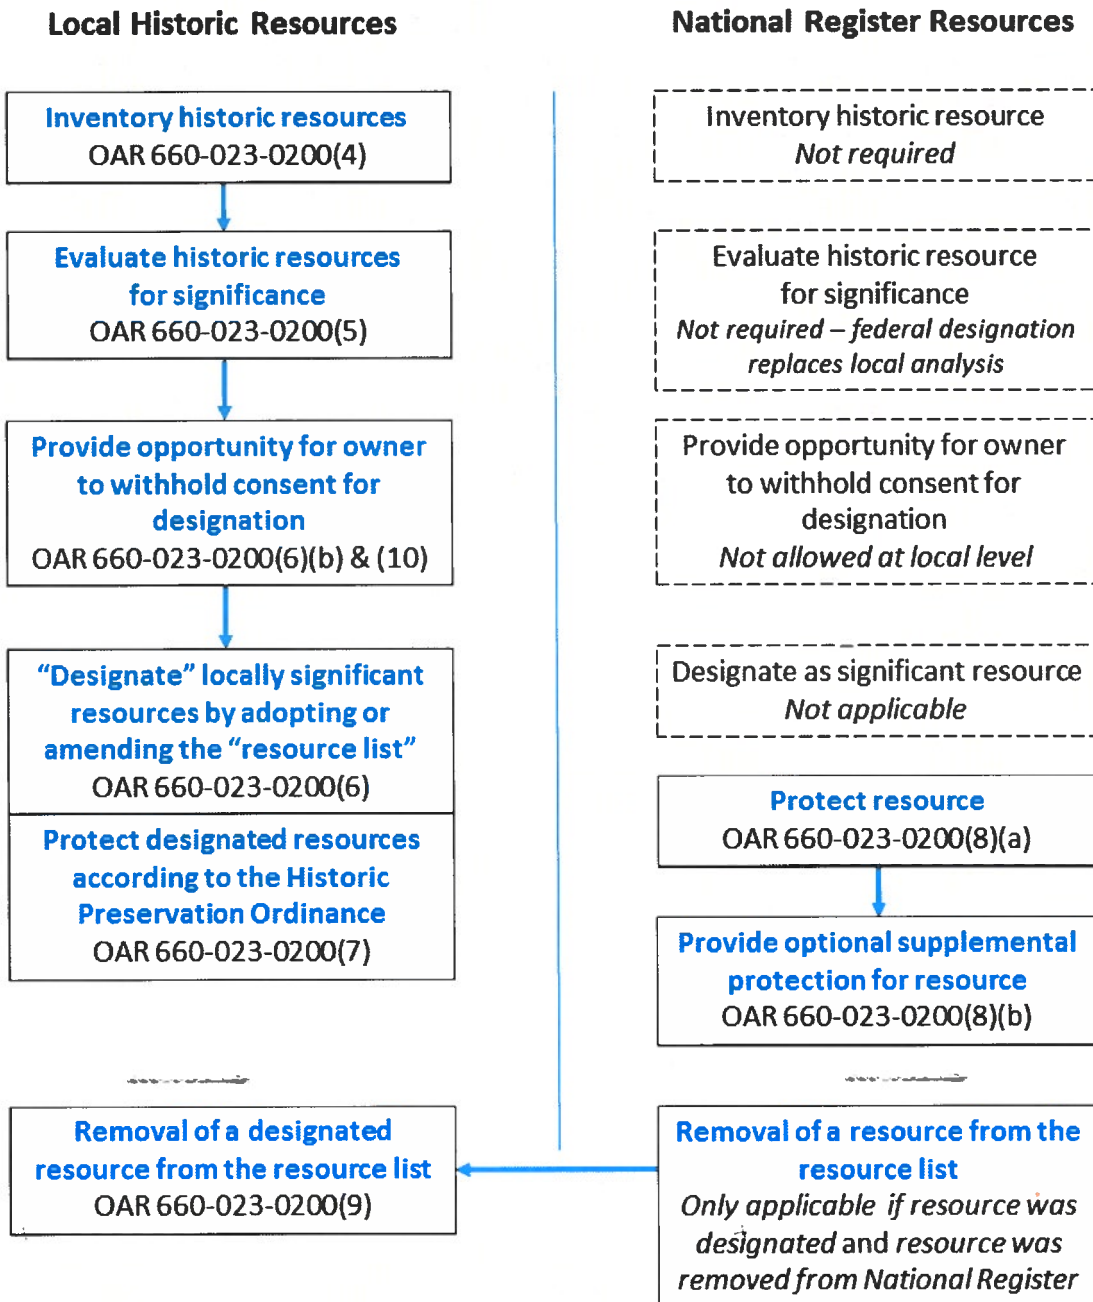 Local Historic Resources
Inventory historic resources
OAR 660-023-0200(4)
Evaluate historic resources
for significance
OAR 660-023-0200(5)
Provide opportunity for owner
to withhold consent for
designation
OAR 660-023-0200(6)(b) & (10)
“Designate” locally significant
resources by adopting or
amending the “resource list”
OAR 660-023-0200(6)
Protect designated resources
according to the Historic
Preservation Ordinance
OAR 660-023-0200(7)
Removal of a designated
resource from the resource list
OAR 660-023-0200(9)
National Register Resources
Inventory historic resource
Not required
Evaluate historic resource
for significance
Not required – federal designation
replaces local analysis
Provide opportunity for owner
to withhold consent for
designation
Not allowed at local level
Designate as significant resource
Not applicable
Protect resource
OAR 660-023-0200(8)(a)
Provide optional supplemental
protection for resource
OAR 660-023-0200(8)(b)
Removal of a resource from the
resource list
Only applicable if resource was
designated and resource was
removed from National Register